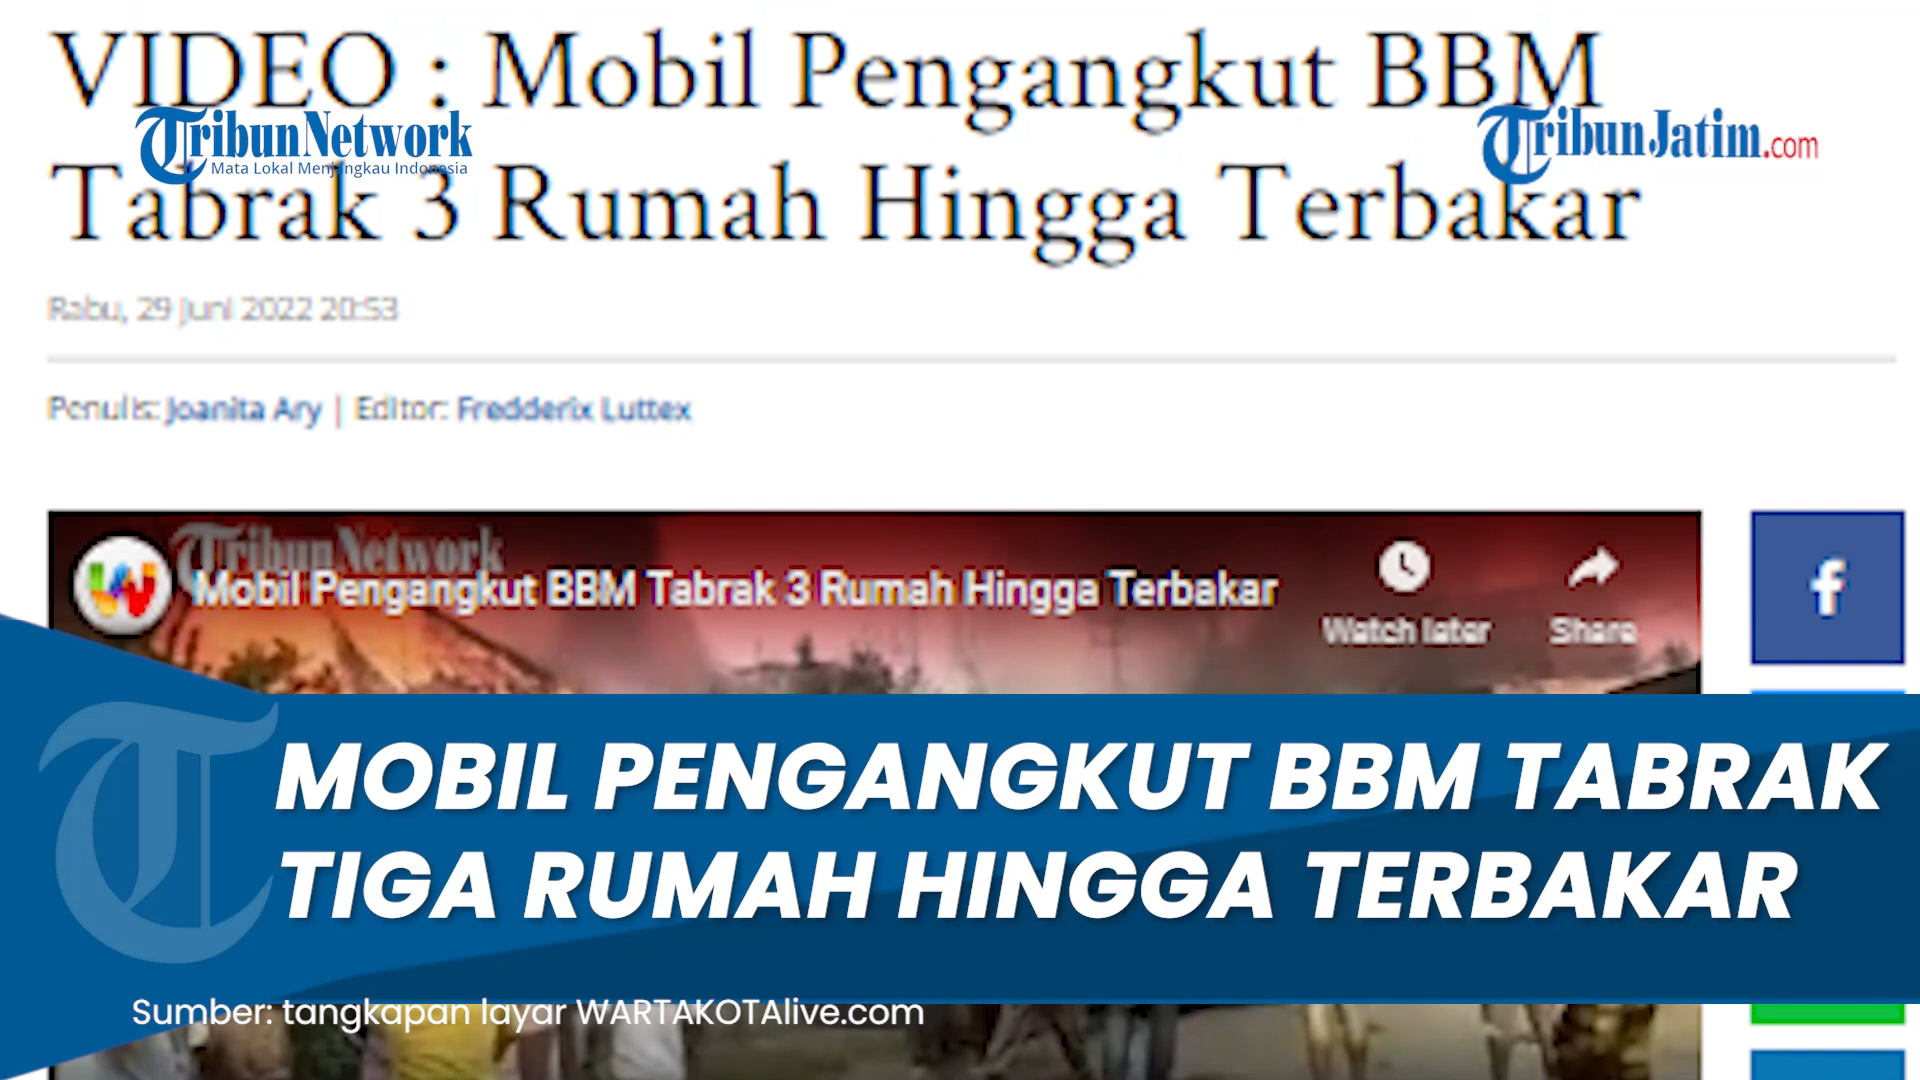 VIDEO : Mobil Pengangkut BBM
TribunNetwork
Mata Lokal Menjangkau Indonesia
TribunJatim.com
Tabrak 3 Rumah Hingga Terbakar
Rabu, 29 Juni 2022 20:53
Penulis: Joanita Ary | Editor: Fredderix Luttex
TribunNetwork
Mobil Pengangkut BBM Tabrak 3 Rumah Hingga Terbakar
Watch later
Share
f
T
MOBIL PENGANGKUT BBM TABRAK
TIGA RUMAH HINGGA TERBAKAR
Sumber: tangkapan layar WARTAKOTAlive.com